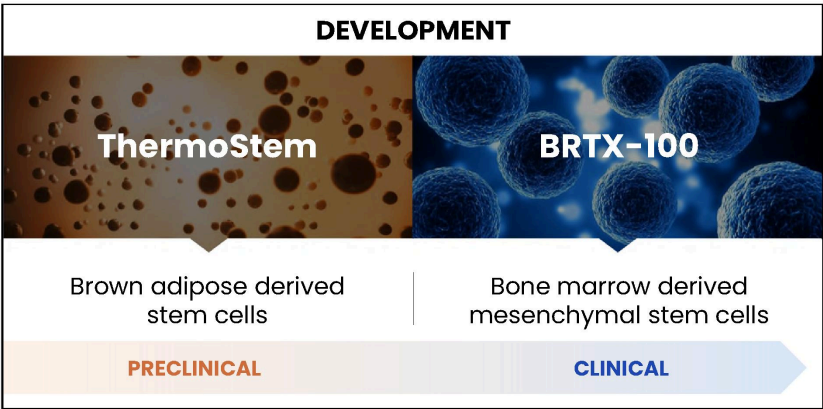 DEVELOPMENT
ThermoStem
BRTX-100
Brown adipose derived
stem cells
Bone marrow derived
mesenchymal stem cells
PRECLINICAL
CLINICAL